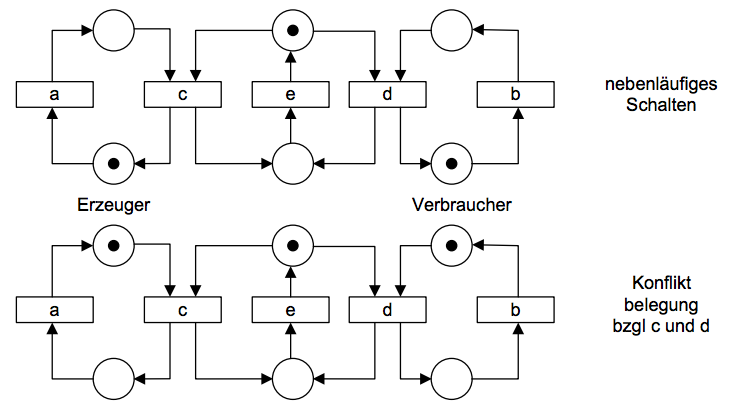 a
c
e
d
b
nebenläufiges
Schalten
Erzeuger
Verbraucher
a
c
e
d
b
Konflikt
belegung
bzgl c und d